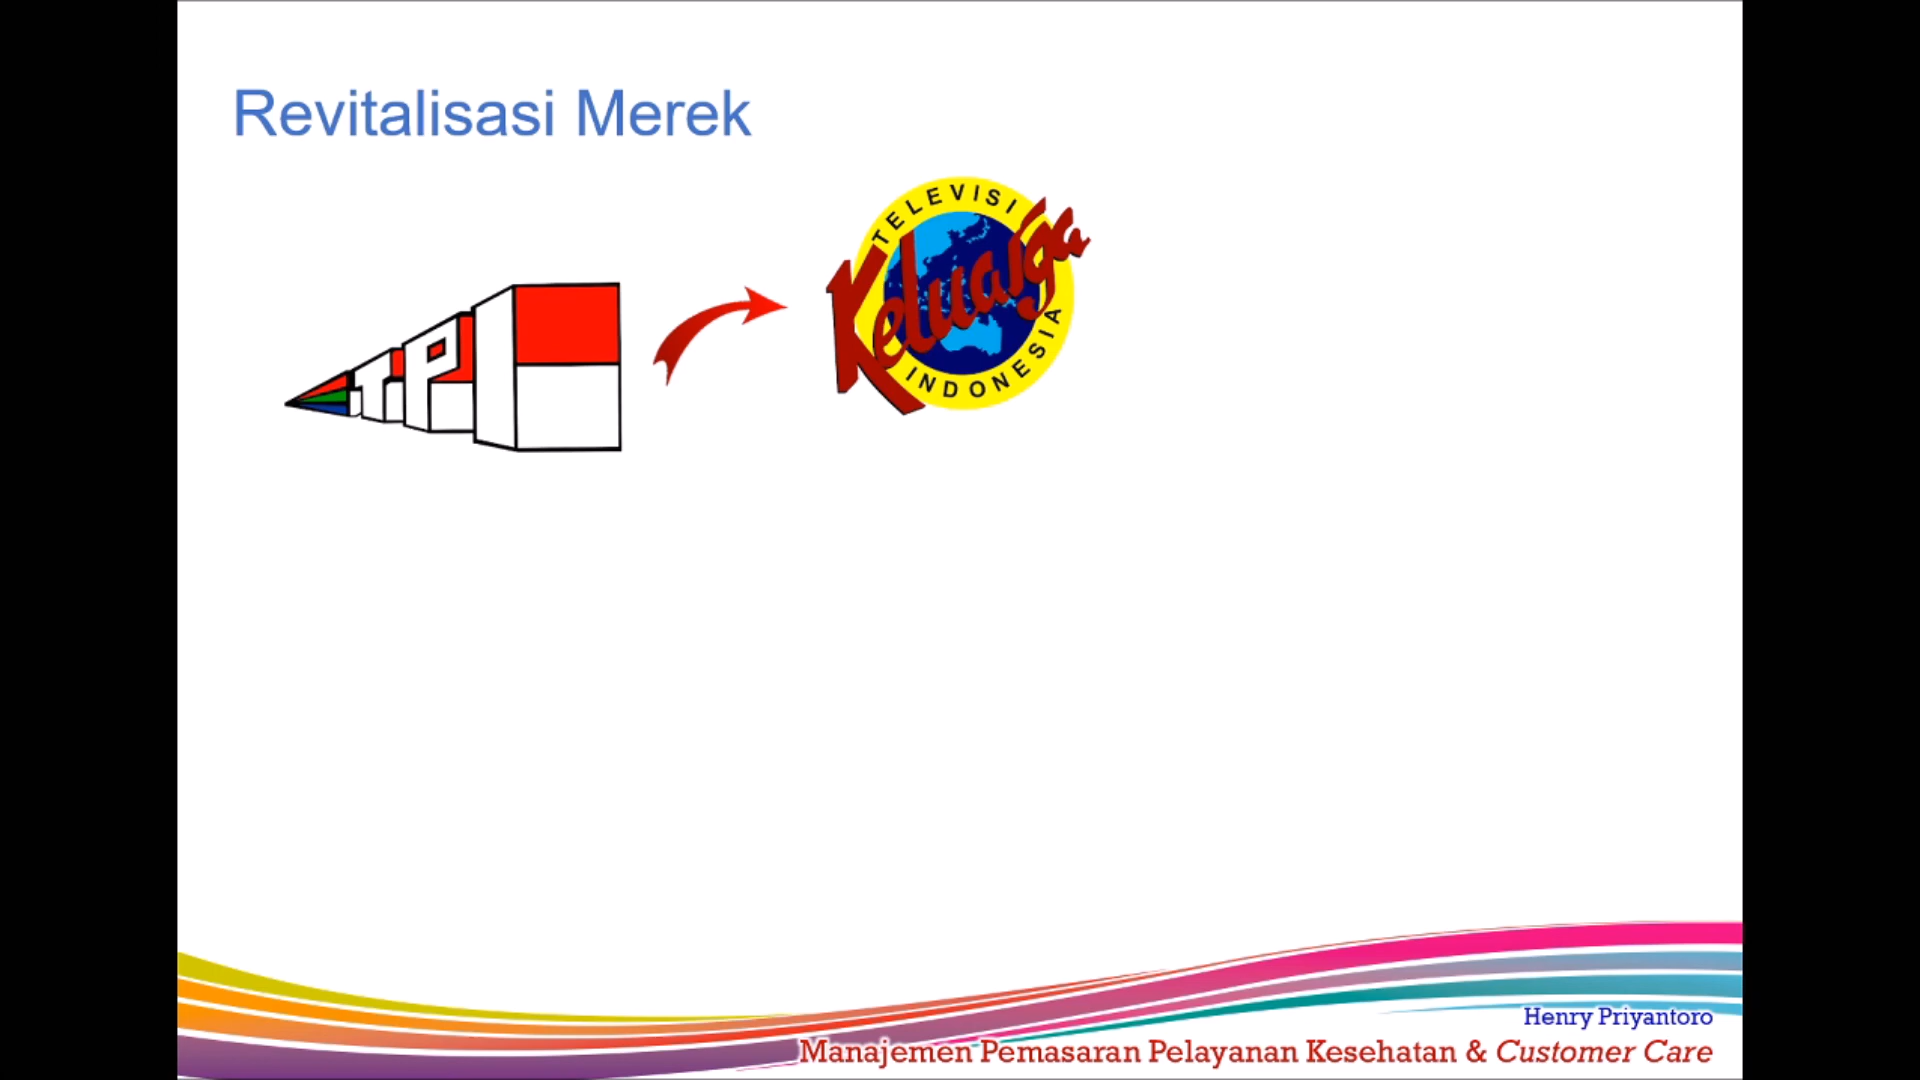 Revitalisasi Merek
TPI
TELEVISI
Keluarga
INDONESIA
Henry Priyantoro
Manajemen Pemasaran Pelayanan Kesehatan & Customer Care